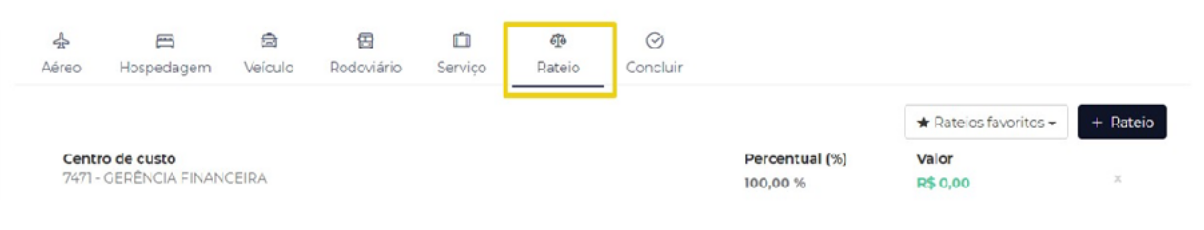 Aéreo Hospedagem Veículo Rodoviário Serviço Rateio Concluir
★ Rateios favoritos
+ Rateio
Centro de custo Percentual (%) Valor
7471 - GERÊNCIA FINANCEIRA 100,00 % R$ 0,00 x